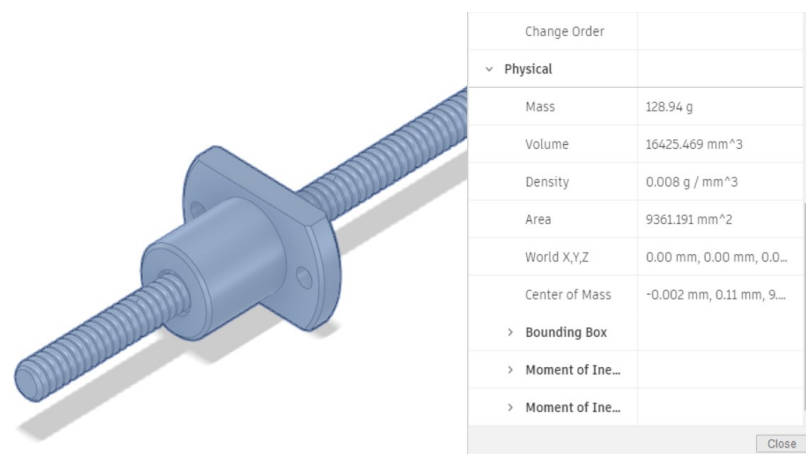 Change Order
Physical
Mass 128.94 g
Volume 16425.469 mm^3
Density 0.008 g / mm^3
Area 9361.191 mm^2
World X,Y,Z 0.00 mm, 0.00 mm, 0.0...
Center of Mass -0.002 mm, 0.11 mm, 9....
Bounding Box
Moment of Ine...
Moment of Ine...
Close